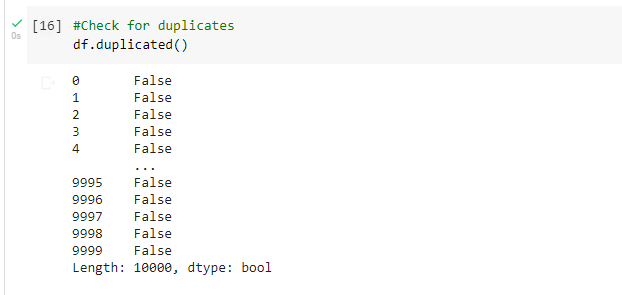 [16] #Check for duplicates
0s
df.duplicated()
0 False
1 False
2 False
3 False
4 False
...
9995 False
9996 False
9997 False
9998 False
9999 False
Length: 10000, dtype: bool